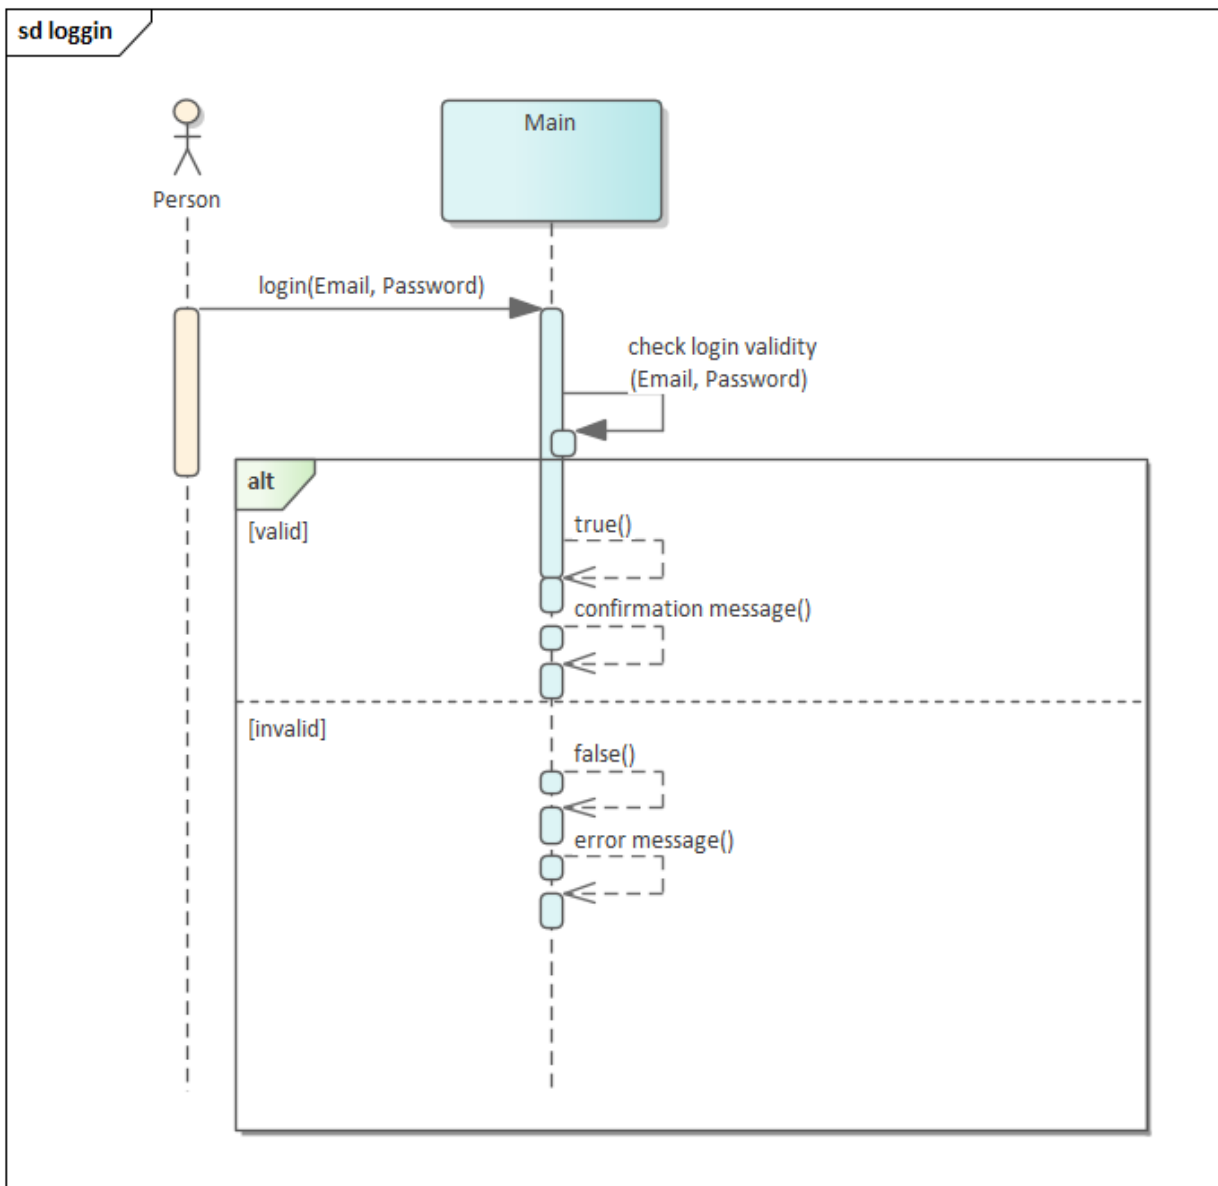 sd loggin
Person
Main
login(Email, Password)
check login validity
(Email, Password)
alt
[valid]
true()
confirmation message()
[invalid]
false()
error message()